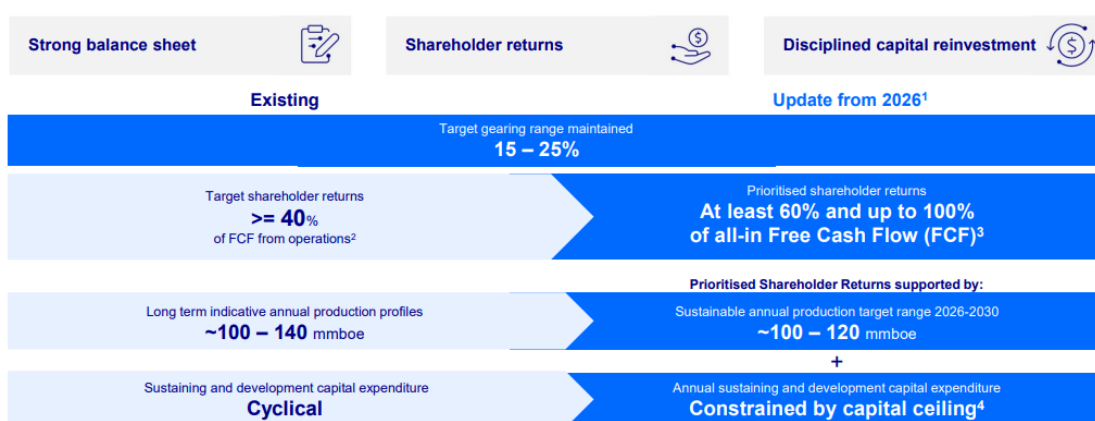 Strong balance sheet
Shareholder returns
Disciplined capital reinvestment
Existing
Update from 2026¹
Target gearing range maintained
15 – 25%
Target shareholder returns
>= 40%
of FCF from operations²
Prioritised shareholder returns
At least 60% and up to 100%
of all-in Free Cash Flow (FCF)³
Prioritised Shareholder Returns supported by:
Long term indicative annual production profiles
~100 – 140 mmboe
Sustainable annual production target range 2026-2030
~100 – 120 mmboe
+
Sustaining and development capital expenditure
Cyclical
Annual sustaining and development capital expenditure
Constrained by capital ceiling⁴